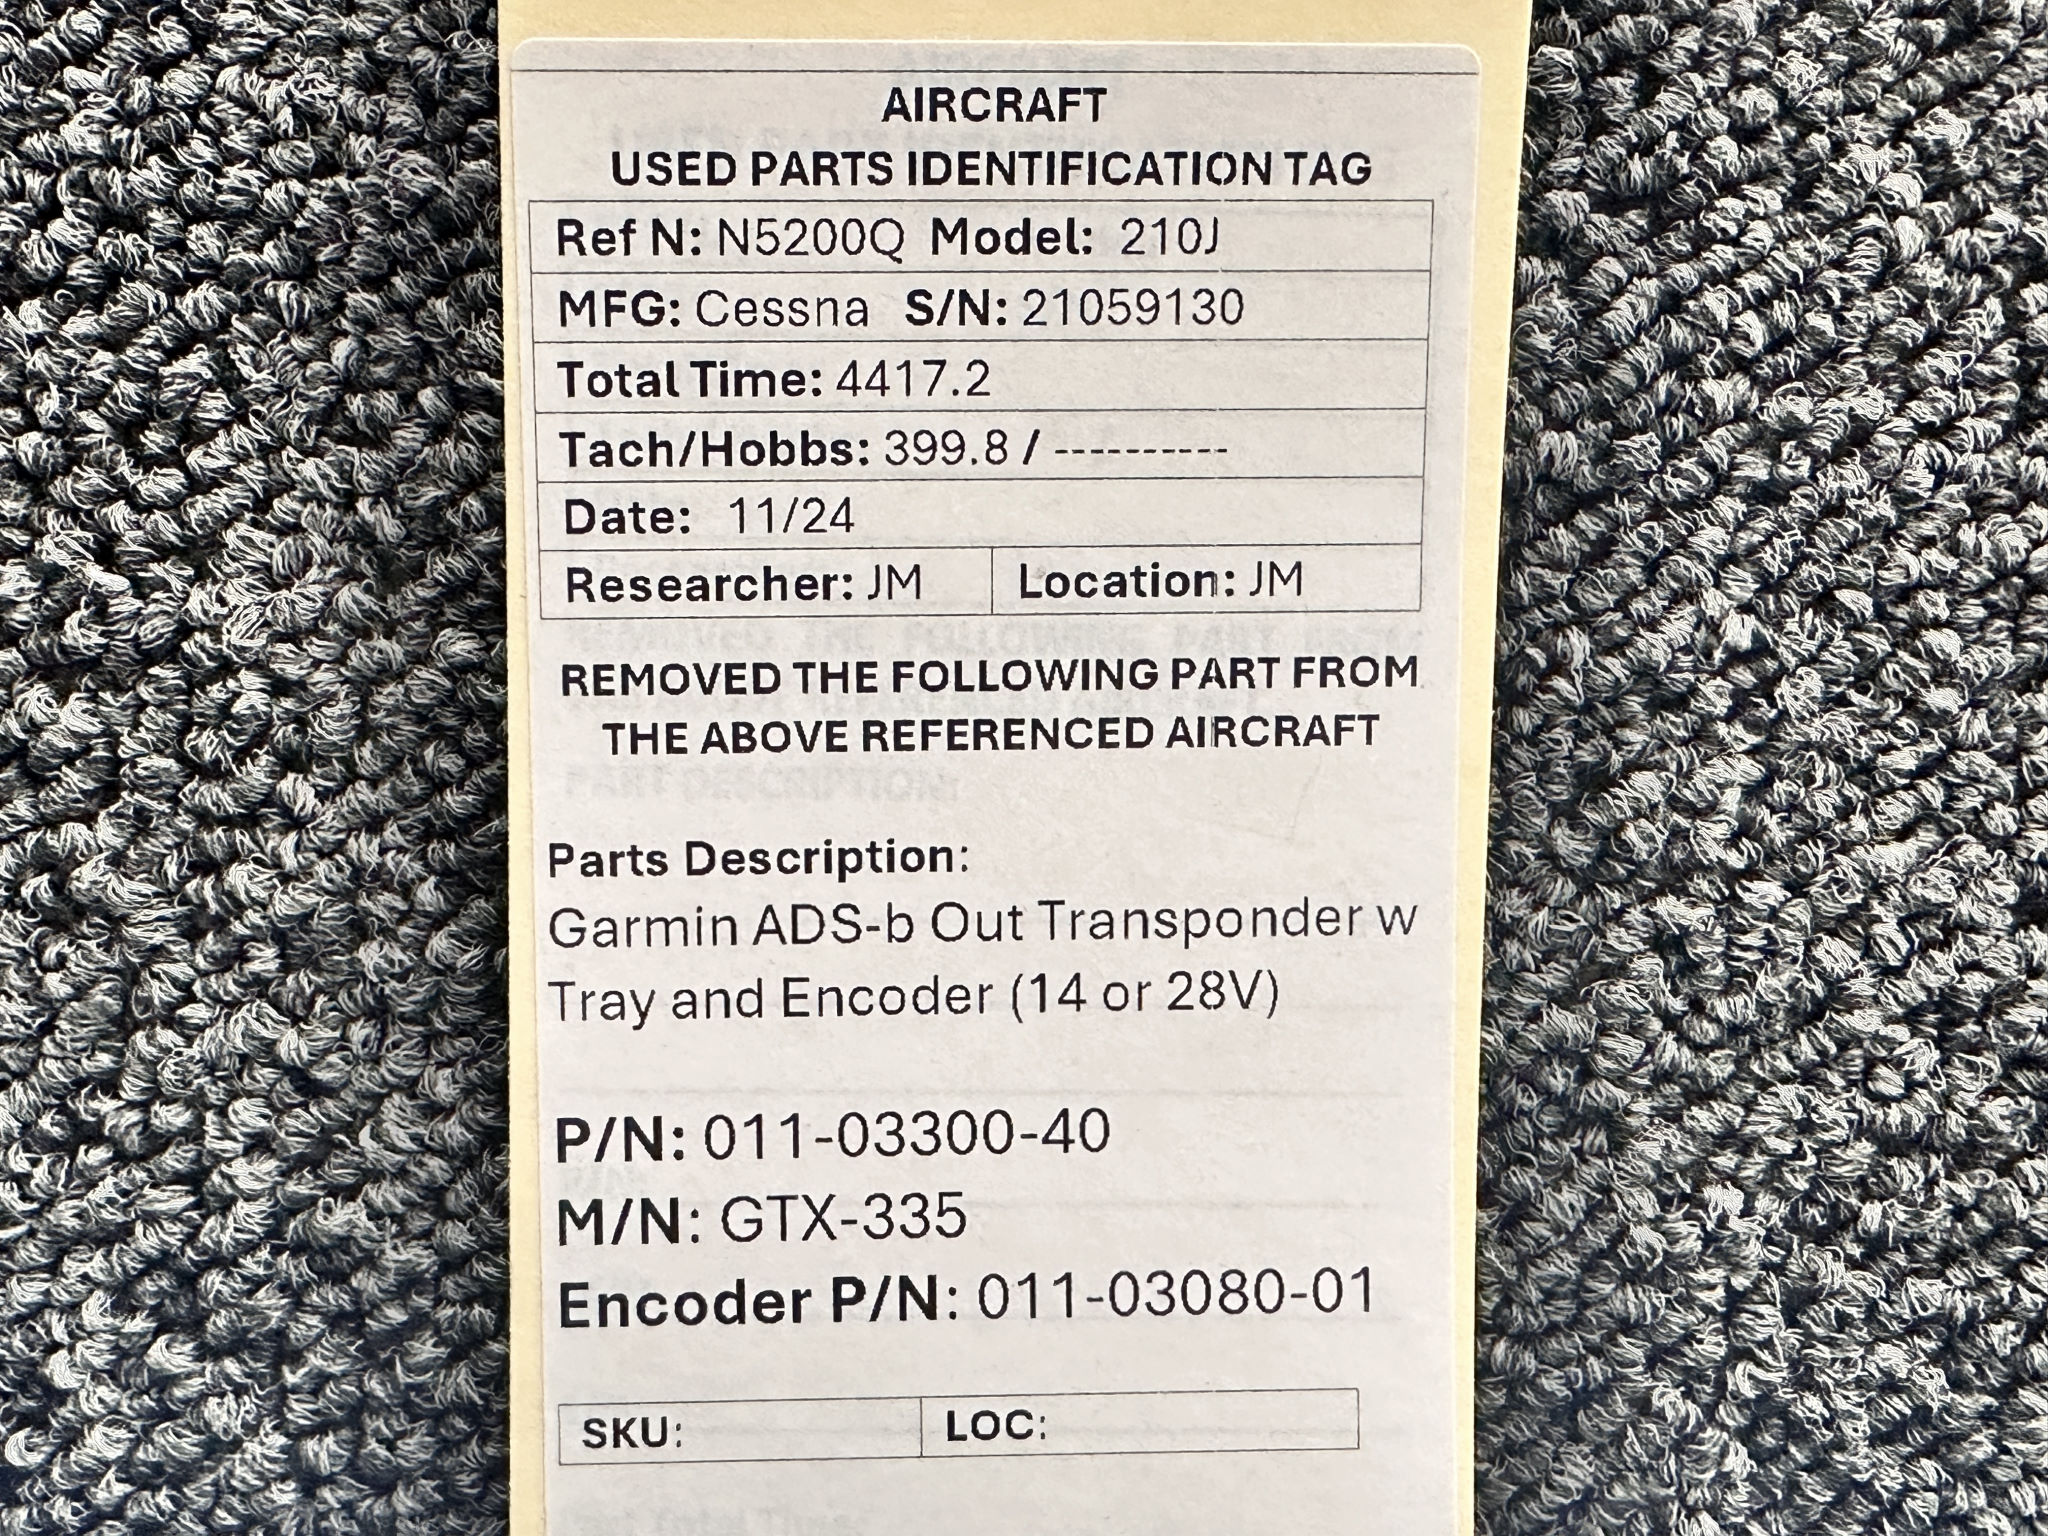 AIRCRAFT
USED PARTS IDENTIFICATION TAG
Ref N: N5200Q Model: 210J
MFG: Cessna S/N: 21059130
Total Time: 4417.2
Tach/Hobbs: 399.8 / ----------
Date: 11/24
Researcher: JM Location: JM
REMOVED THE FOLLOWING PART FROM
THE ABOVE REFERENCED AIRCRAFT
Parts Description:
Garmin ADS-b Out Transponder w
Tray and Encoder (14 or 28V)
P/N: 011-03300-40
M/N: GTX-335
Encoder P/N: 011-03080-01
SKU: LOC: